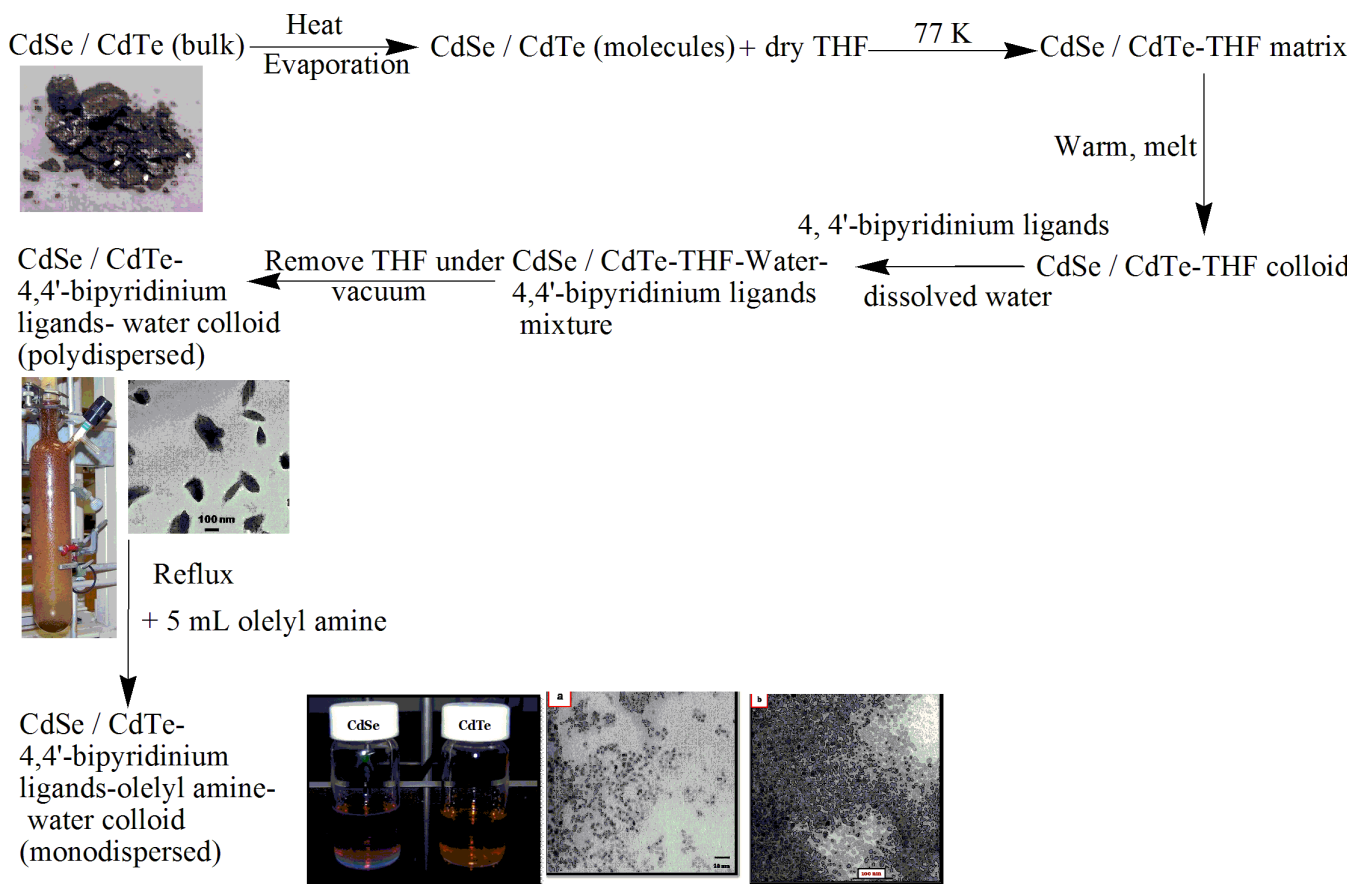 CdSe / CdTe (bulk)
Heat
Evaporation
CdSe / CdTe (molecules) + dry THF
77 K
CdSe / CdTe-THF matrix
Warm, melt
CdSe / CdTe-THF colloid
4, 4'-bipyridinium ligands
dissolved water
CdSe / CdTe-THF-Water-
4,4'-bipyridinium ligands
mixture
Remove THF under
vacuum
CdSe / CdTe-
4,4'-bipyridinium
ligands- water colloid
(polydispersed)
100 nm
Reflux
+ 5 mL olelyl amine
CdSe / CdTe-
4,4'-bipyridinium
ligands-olelyl amine-
water colloid
(monodispersed)
CdSe
CdTe
a
b
100 nm